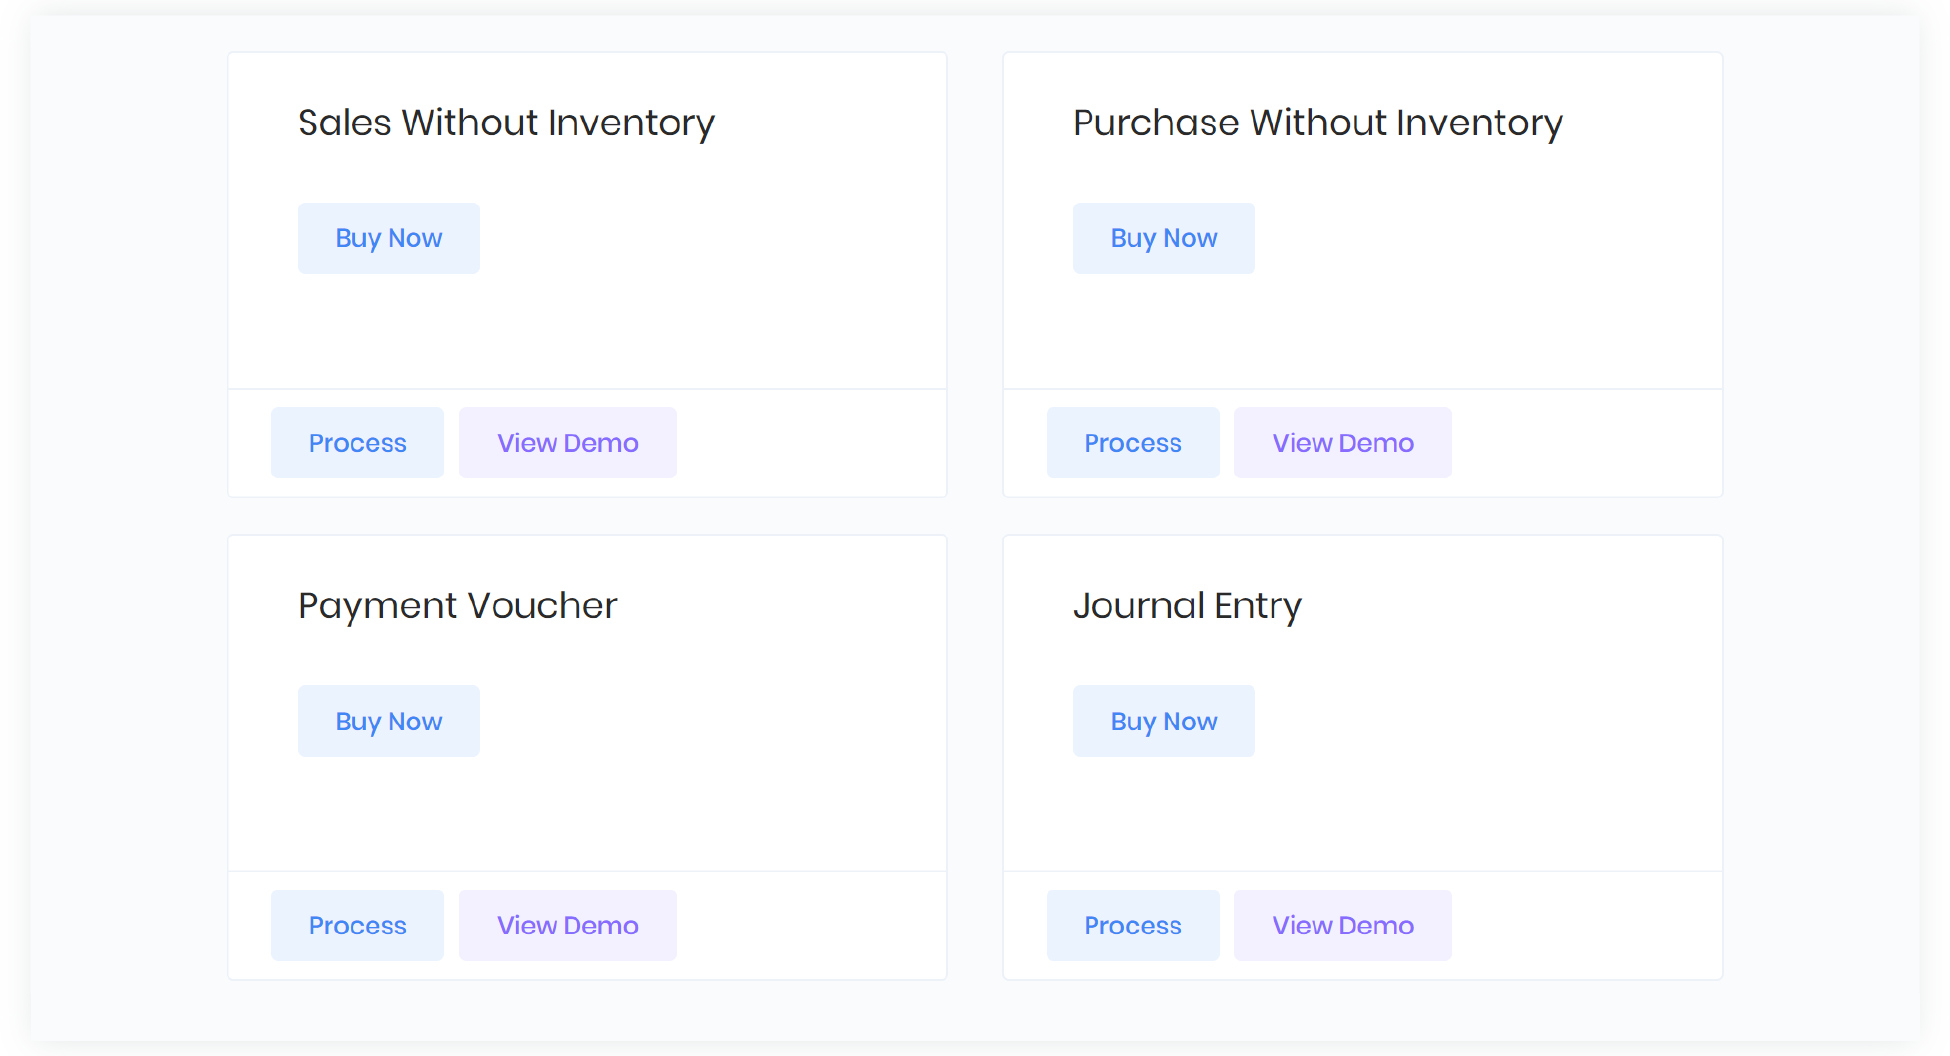 Sales Without Inventory
Buy Now
Process
View Demo
Purchase Without Inventory
Buy Now
Process
View Demo
Payment Voucher
Buy Now
Process
View Demo
Journal Entry
Buy Now
Process
View Demo